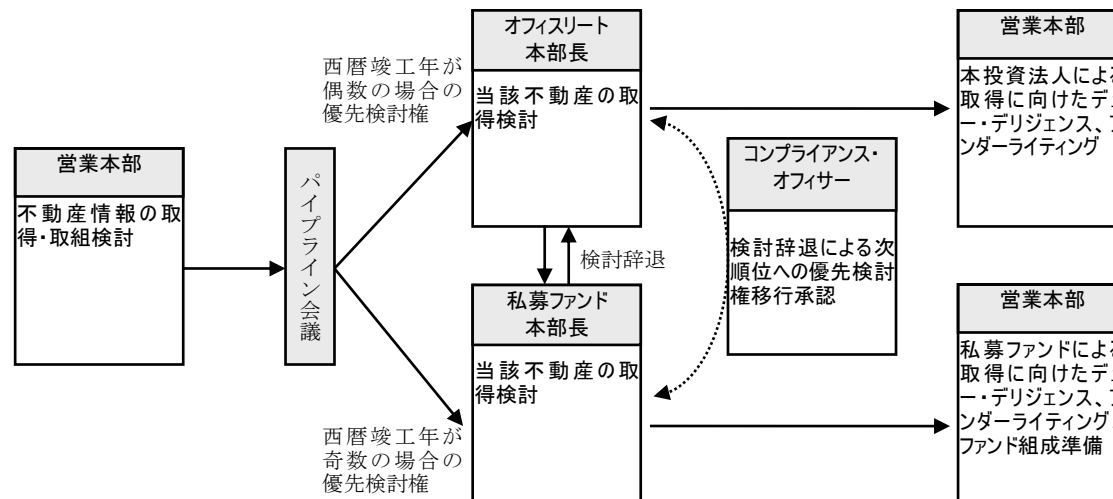 営業本部
不動産情報の取
得・取組検討
パイプライン会議
西暦竣工年が
偶数の場合の
優先検討権
西暦竣工年が
奇数の場合の
優先検討権
オフィスリート
本部長
当該不動産の取
得検討
検討辞退
私募ファンド
本部長
当該不動産の取
得検討
コンプライアンス・
オフィサー
検討辞退による次
順位への優先検討
権移行承認
営業本部
本投資法人による
取得に向けたデュ
ー・デリジェンス、ア
ンダーライティング
営業本部
私募ファンドによる
取得に向けたデュ
ー・デリジェンス、ア
ンダーライティング
ファンド組成準備